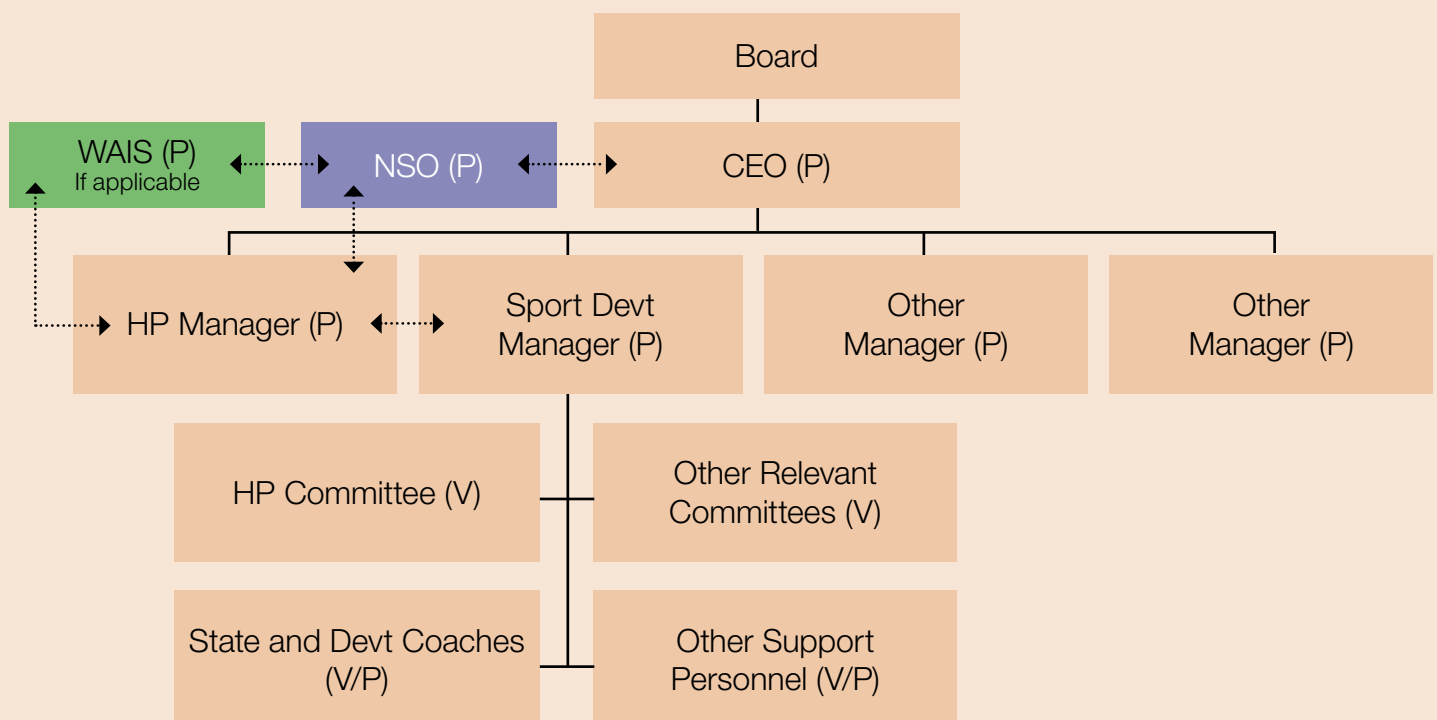 Board
WAIS (P)
If applicable
NSO (P)
CEO (P)
HP Manager (P)
Sport Devt
Manager (P)
Other
Manager (P)
Other
Manager (P)
HP Committee (V)
Other Relevant
Committees (V)
State and Devt Coaches
(V/P)
Other Support
Personnel (V/P)